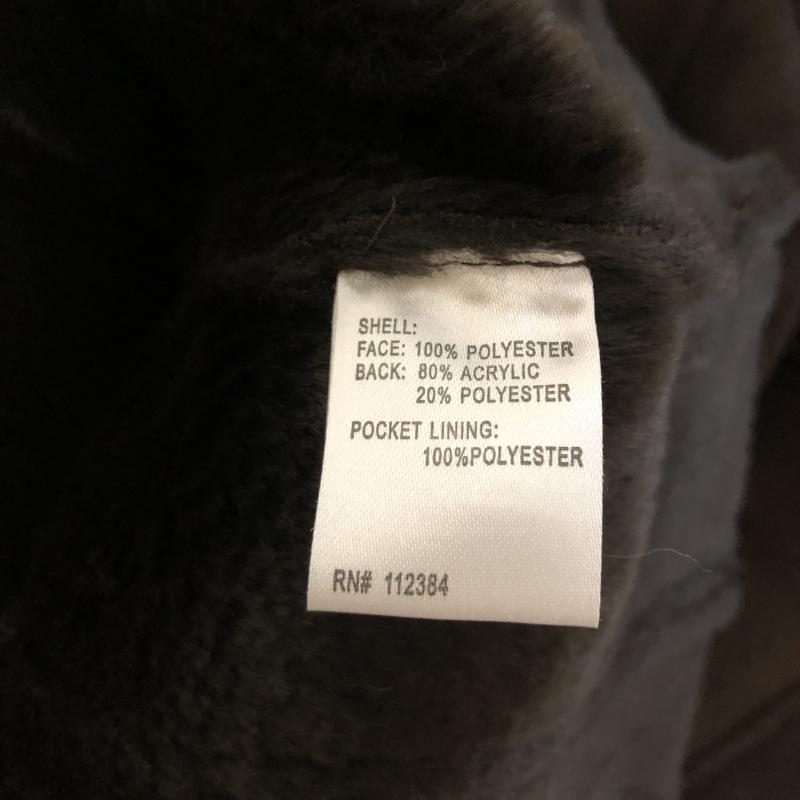 SHELL:
FACE: 100% POLYESTER
BACK: 80% ACRYLIC
20% POLYESTER
POCKET LINING:
100%POLYESTER
RN# 112384